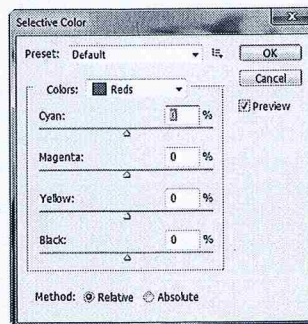 Selective Color
Preset: Default
OK
Cancel
Preview
Colors: Reds
Cyan: 0 %
Magenta: 0 %
Yellow: 0 %
Black: 0 %
Method: Relative Absolute